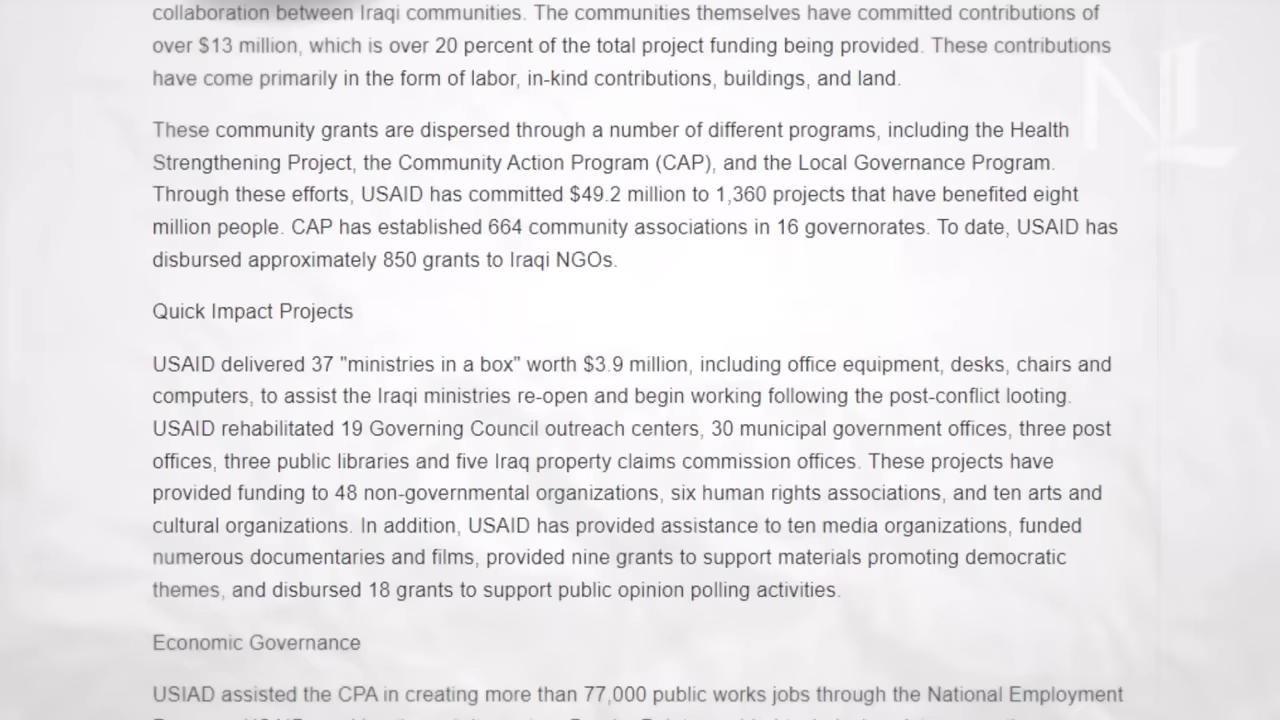 collaboration between Iraqi communities. The communities themselves have committed contributions of
over $13 million, which is over 20 percent of the total project funding being provided. These contributions
have come primarily in the form of labor, in-kind contributions, buildings, and land.
These community grants are dispersed through a number of different programs, including the Health
Strengthening Project, the Community Action Program (CAP), and the Local Governance Program.
Through these efforts, USAID has committed $49.2 million to 1,360 projects that have benefited eight
million people. CAP has established 664 community associations in 16 governorates. To date, USAID has
disbursed approximately 850 grants to Iraqi NGOs.
Quick Impact Projects
USAID delivered 37 "ministries in a box" worth $3.9 million, including office equipment, desks, chairs and
computers, to assist the Iraqi ministries re-open and begin working following the post-conflict looting.
USAID rehabilitated 19 Governing Council outreach centers, 30 municipal government offices, three post
offices, three public libraries and five Iraq property claims commission offices. These projects have
provided funding to 48 non-governmental organizations, six human rights associations, and ten arts and
cultural organizations. In addition, USAID has provided assistance to ten media organizations, funded
numerous documentaries and films, provided nine grants to support materials promoting democratic
themes, and disbursed 18 grants to support public opinion polling activities.
Economic Governance
USIAD assisted the CPA in creating more than 77,000 public works jobs through the National Employment
NL